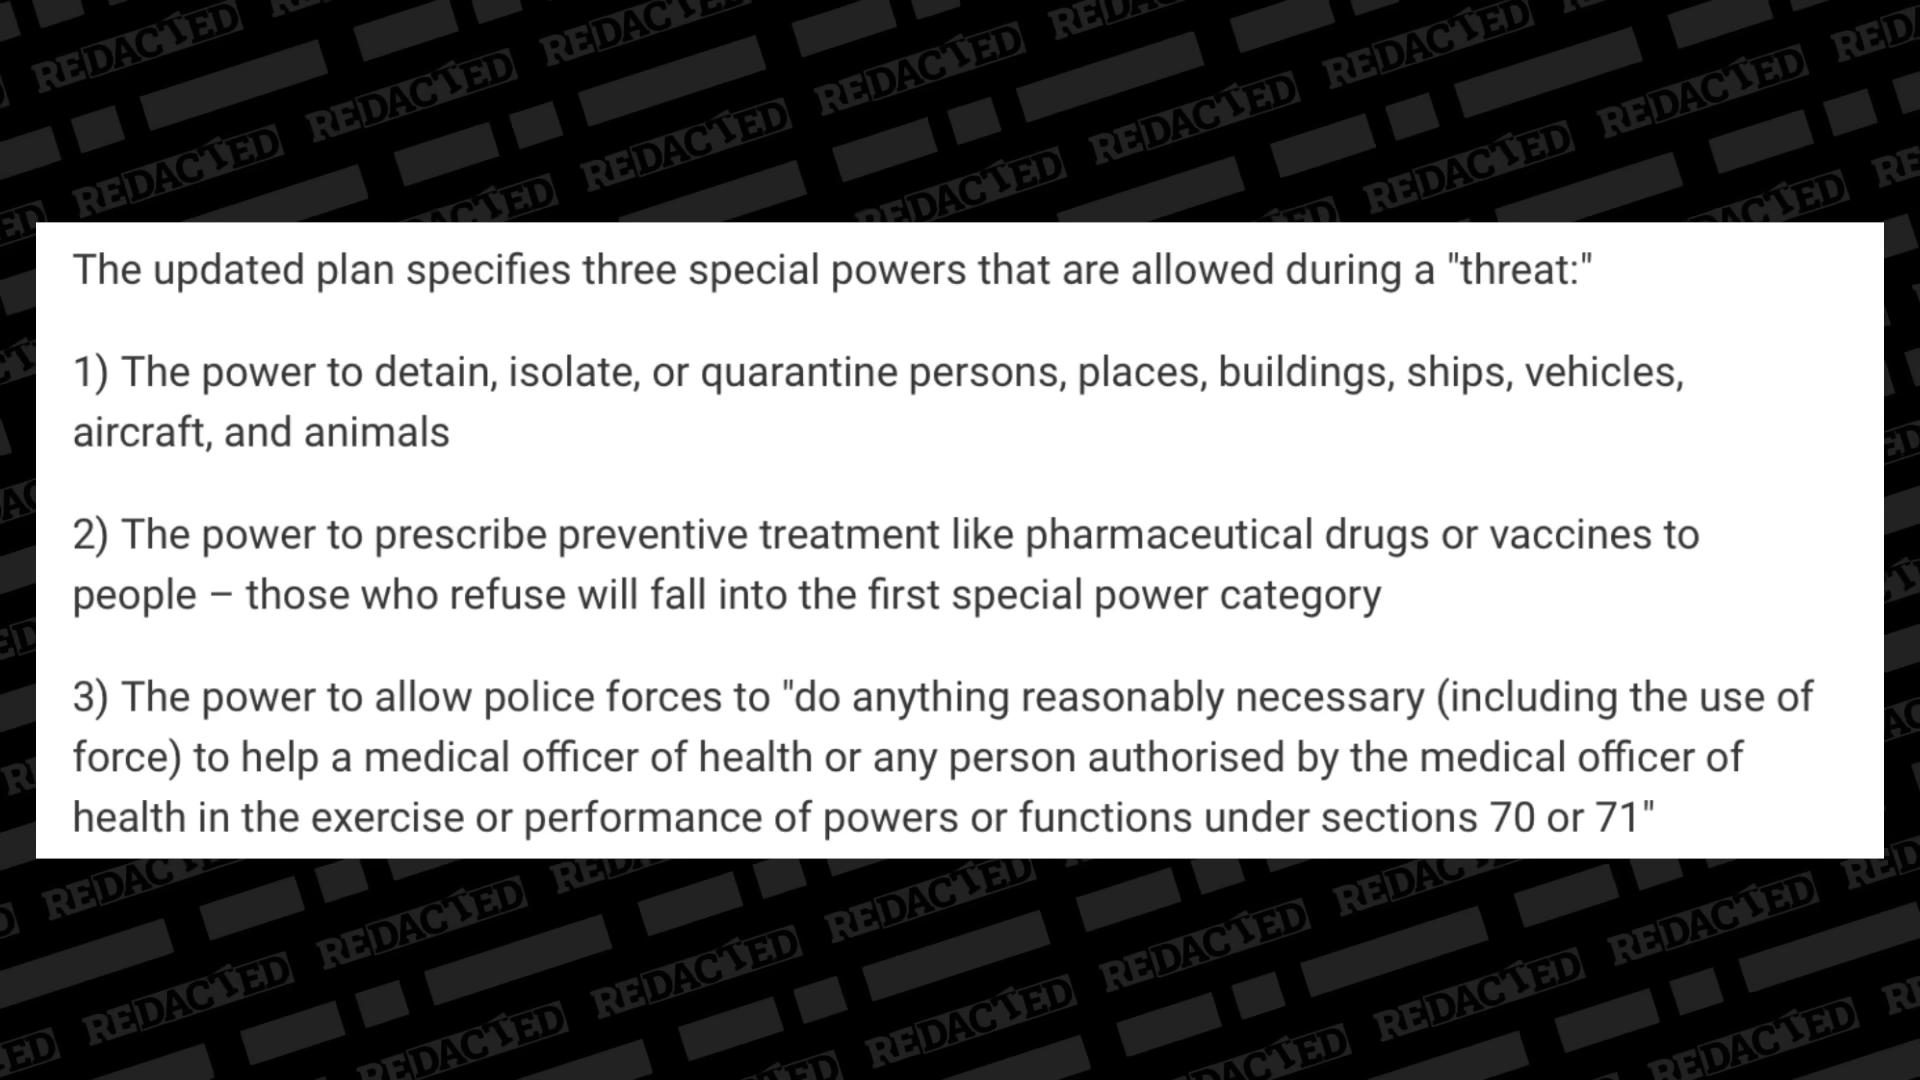 The updated plan specifies three special powers that are allowed during a "threat:"
1) The power to detain, isolate, or quarantine persons, places, buildings, ships, vehicles,
aircraft, and animals
2) The power to prescribe preventive treatment like pharmaceutical drugs or vaccines to
people – those who refuse will fall into the first special power category
3) The power to allow police forces to "do anything reasonably necessary (including the use of
force) to help a medical officer of health or any person authorised by the medical officer of
health in the exercise or performance of powers or functions under sections 70 or 71"
REDACTED